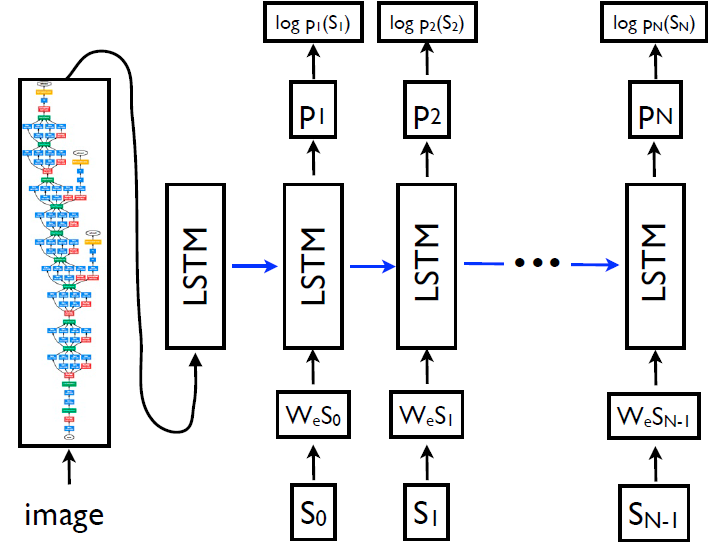 log p₁(S₁) log p₂(S₂) log pN(SN)
p₁ p₂ pN
LSTM LSTM LSTM ••• LSTM
WₑS₀ WₑS₁ WₑSN-1
S₀ S₁ SN-1
image